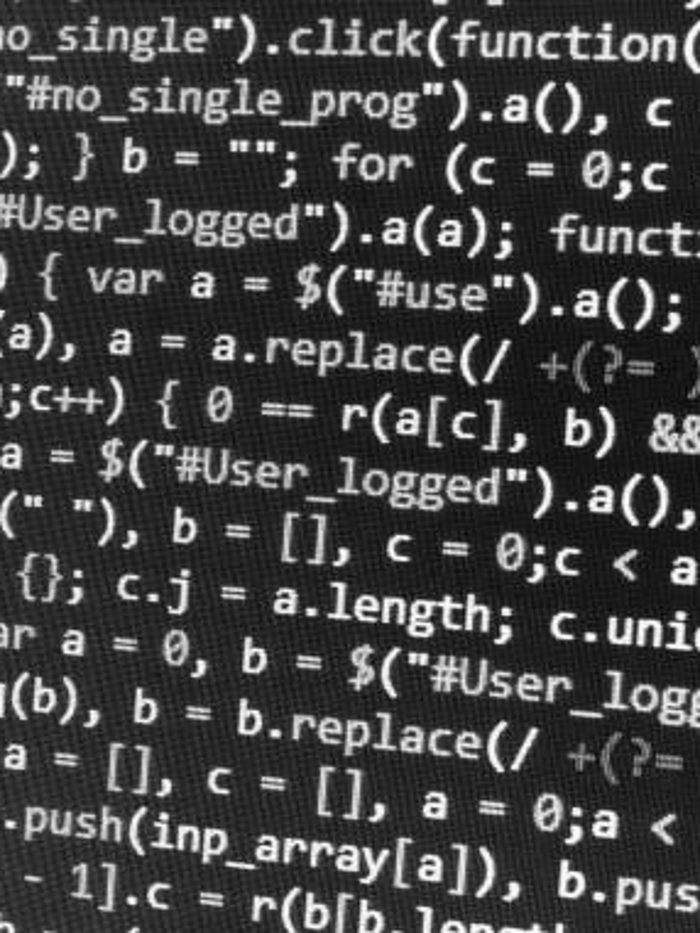 no_single").click(function(
"#no_single_prog").a(), c
); } b = ""; for (c = 0;c
#User_logged").a(a); functi
) { var a = $("#use").a();
(a), a = a.replace(/ +(?= )
;c++) { 0 == r(a[c], b) &&
a = $("#User_logged").a(),
(" "), b = [], c = 0;c < a
{}; c.j = a.length; c.uniq
ar a = 0, b = $("#User_logg
(b), b = b.replace(/ +(?=
a = [], c = [], a = 0;a <
.push(inp_array[a]), b.pus
- 1].c = r(b[b.length